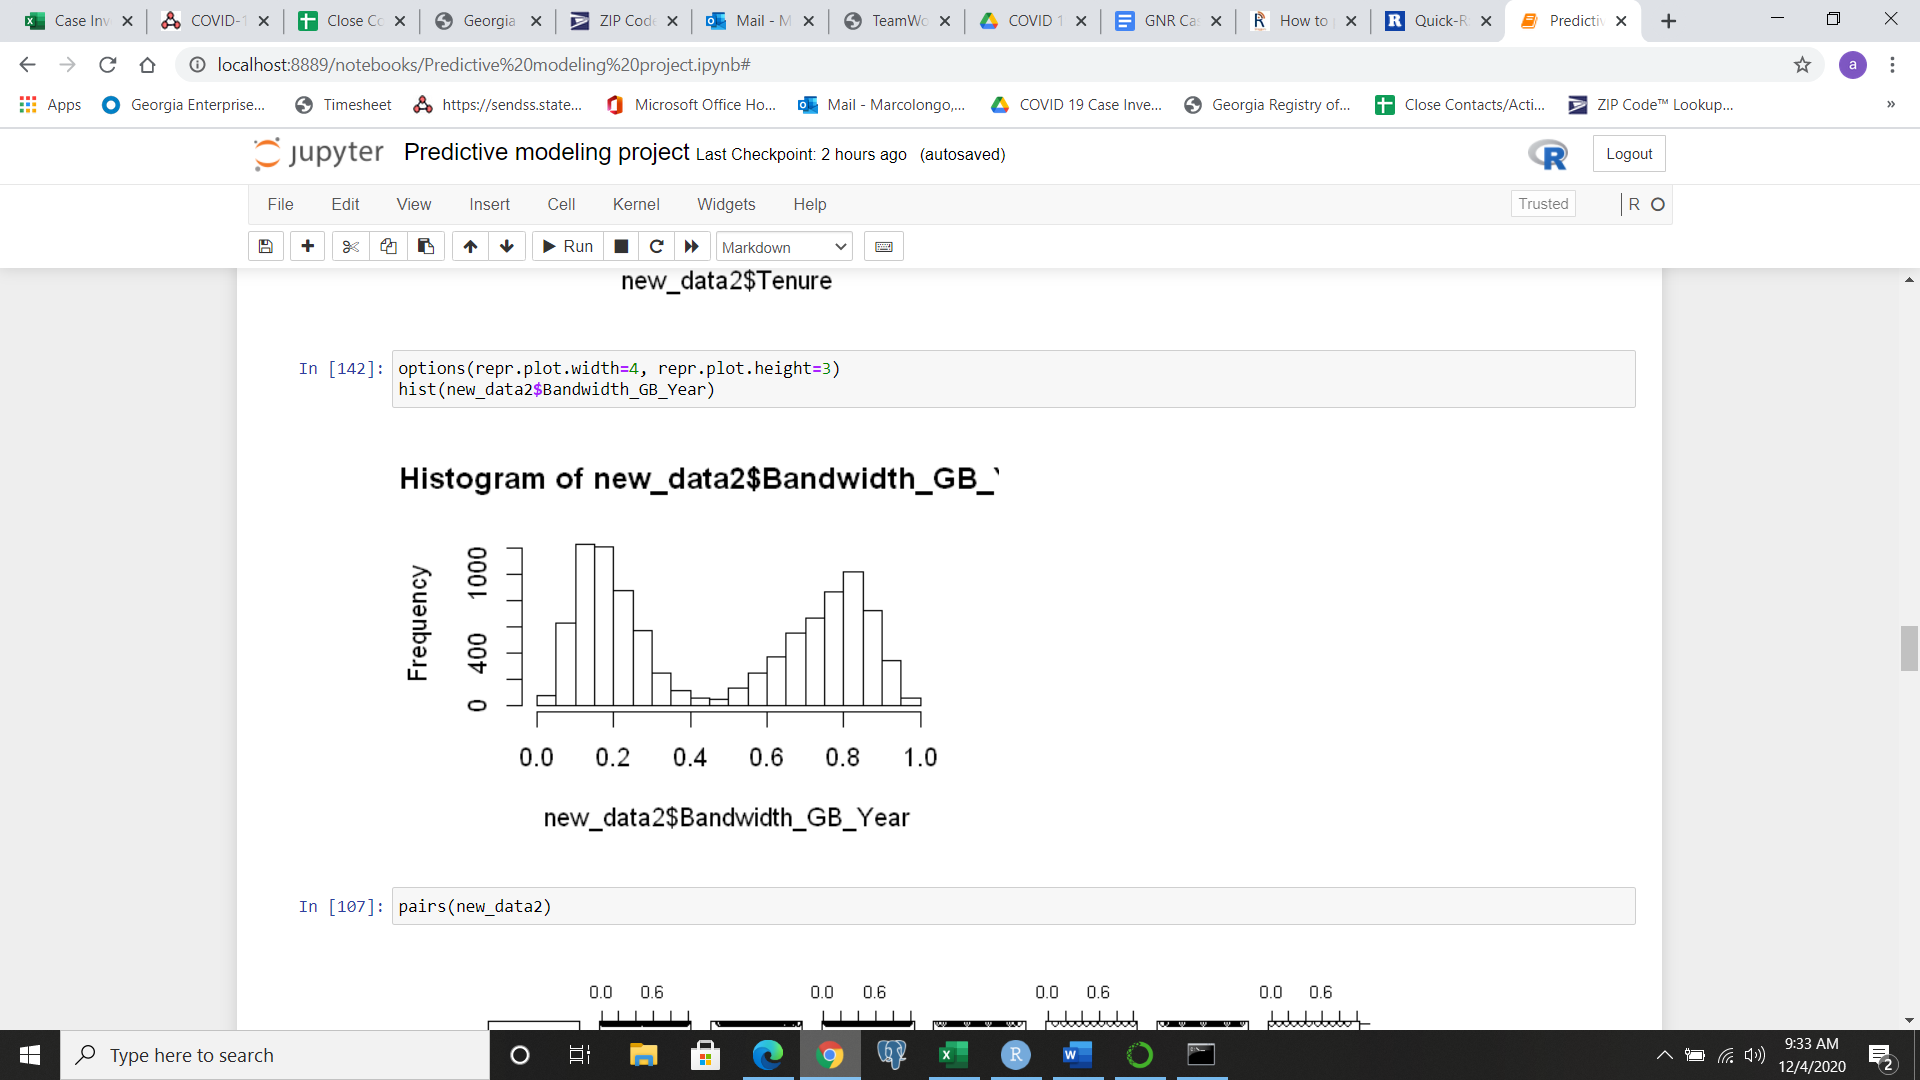 Case Inv
COVID-1
Close Co
Georgia
ZIP Code
Mail - M
TeamWo
COVID 1
GNR Cas
How to
Quick-R
Predictiv
localhost:8889/notebooks/Predictive%20modeling%20project.ipynb#
a
Apps
Georgia Enterprise...
Timesheet
https://sendss.state...
Microsoft Office Ho...
Mail - Marcolongo,...
COVID 19 Case Inve...
Georgia Registry of...
Close Contacts/Acti...
ZIP Code™ Lookup...
»
jupyter
Predictive modeling project Last Checkpoint: 2 hours ago (autosaved)
R
Logout
File Edit View Insert Cell Kernel Widgets Help
Trusted
R
Run
Markdown
new_data2$Tenure
In [142]:
options(repr.plot.width=4, repr.plot.height=3)
hist(new_data2$Bandwidth_GB_Year)
Histogram of new_data2$Bandwidth_GB_
Frequency
0 400 1000
0.0 0.2 0.4 0.6 0.8 1.0
new_data2$Bandwidth_GB_Year
In [107]:
pairs(new_data2)
0.0 0.6 0.0 0.6 0.0 0.6 0.0 0.6
Type here to search
9:33 AM
12/4/2020
2